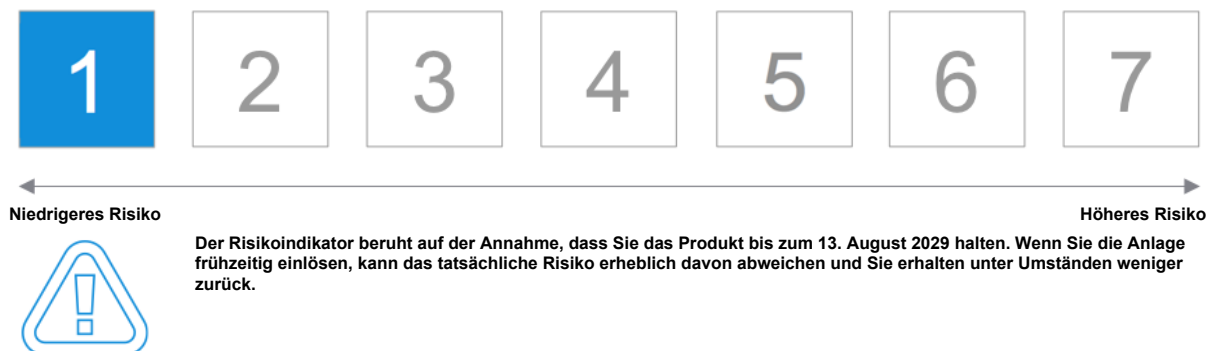 1 2 3 4 5 6 7
Niedrigeres Risiko Höheres Risiko
Der Risikoindikator beruht auf der Annahme, dass Sie das Produkt bis zum 13. August 2029 halten. Wenn Sie die Anlage
frühzeitig einlösen, kann das tatsächliche Risiko erheblich davon abweichen und Sie erhalten unter Umständen weniger
zurück.